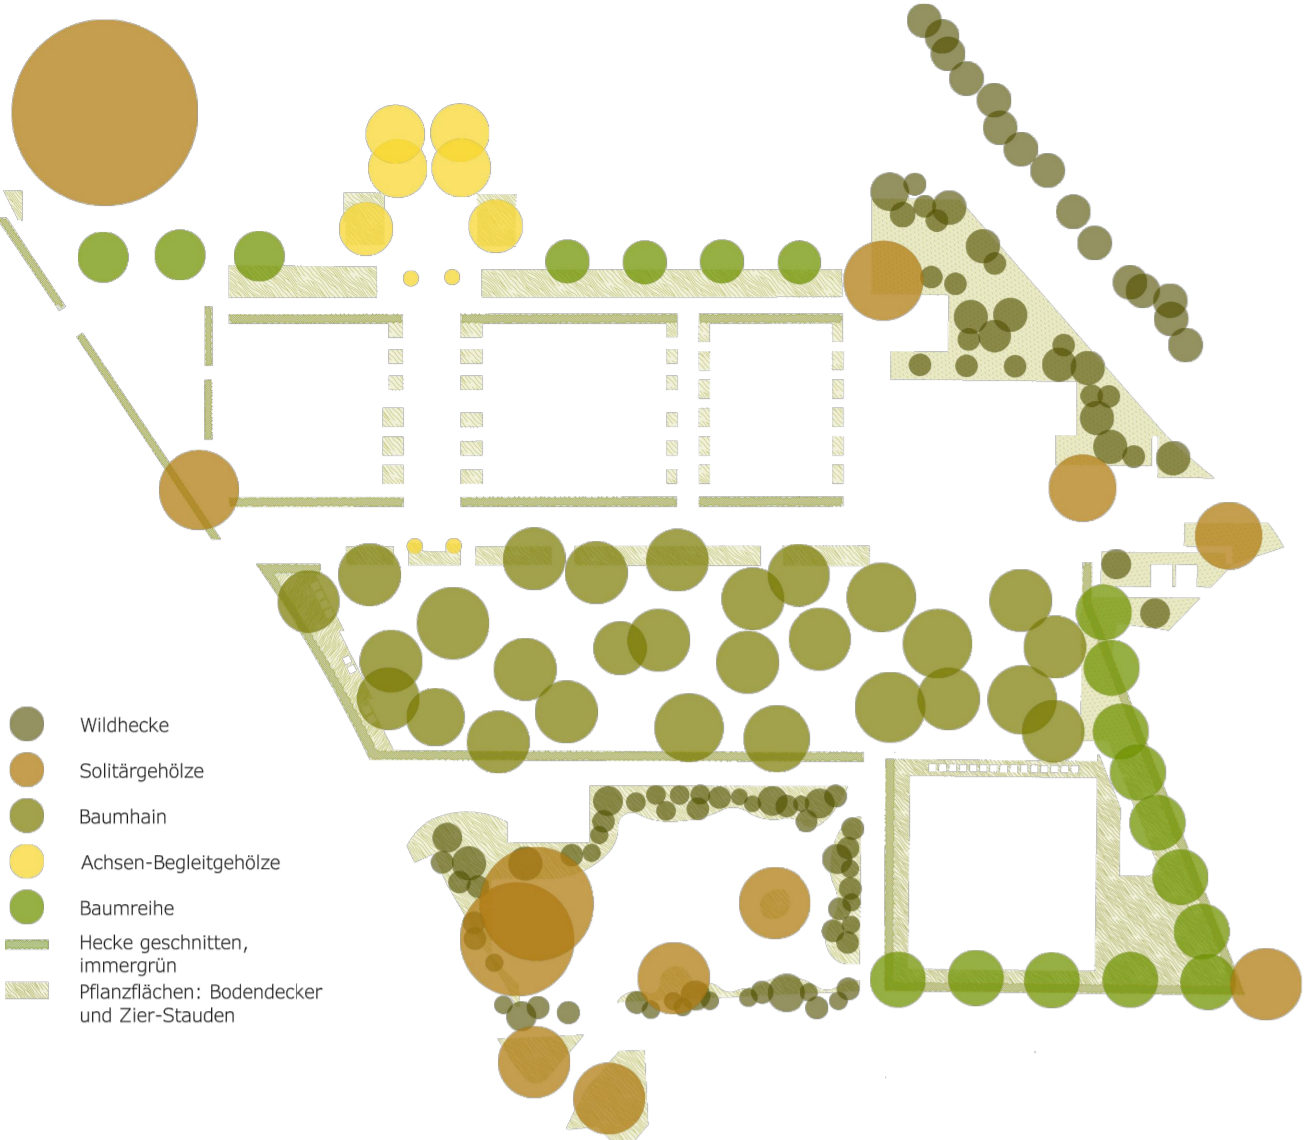 Wildhecke
Solitärgehölze
Baumhain
Achsen-Begleitgehölze
Baumreihe
Hecke geschnitten,
immergrün
Pflanzflächen: Bodendecker
und Zier-Stauden